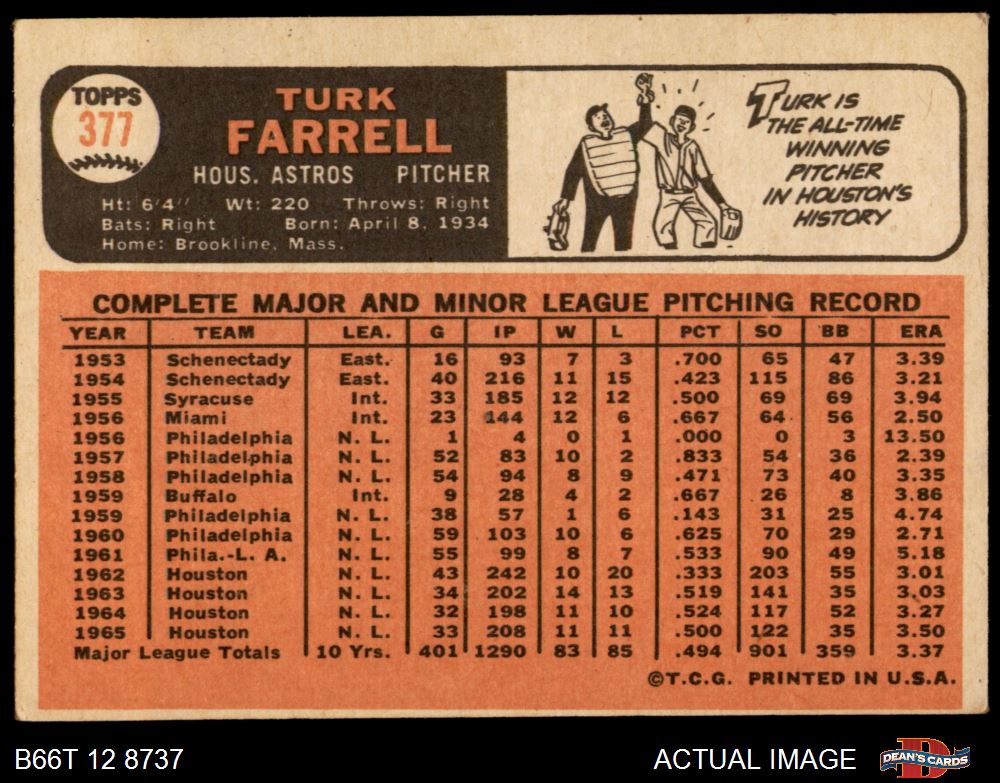 TOPPS
377
TURK
FARRELL
HOUS. ASTROS PITCHER
Ht: 6'4" Wt: 220 Throws: Right
Bats: Right Born: April 8, 1934
Home: Brookline, Mass.
TURK IS
THE ALL-TIME
WINNING
PITCHER
IN HOUSTON'S
HISTORY
COMPLETE MAJOR AND MINOR LEAGUE PITCHING RECORD
YEAR TEAM LEA. G IP W L PCT SO BB ERA
1953 Schenectady East. 16 93 7 3 .700 65 47 3.39
1954 Schenectady East. 40 216 11 15 .423 115 86 3.21
1955 Syracuse Int. 33 185 12 12 .500 69 69 3.94
1956 Miami Int. 23 144 12 6 .667 64 56 2.50
1956 Philadelphia N. L. 1 4 0 1 .000 0 3 13.50
1957 Philadelphia N. L. 52 83 10 2 .833 54 36 2.39
1958 Philadelphia N. L. 54 94 8 9 .471 73 40 3.35
1959 Buffalo Int. 9 28 4 2 .667 26 8 3.86
1959 Philadelphia N. L. 38 57 1 6 .143 31 25 4.74
1960 Philadelphia N. L. 59 103 10 6 .625 70 29 2.71
1961 Phila.-L. A. N. L. 55 99 8 7 .533 90 49 5.18
1962 Houston N. L. 43 242 10 20 .333 203 55 3.01
1963 Houston N. L. 34 202 14 13 .519 141 35 3.03
1964 Houston N. L. 32 198 11 10 .524 117 52 3.27
1965 Houston N. L. 33 208 11 11 .500 122 35 3.50
Major League Totals 10 Yrs. 401 1290 83 85 .494 901 359 3.37
©T.C.G. PRINTED IN U.S.A.
B66T 12 8737 ACTUAL IMAGE DEAN'S CARDS